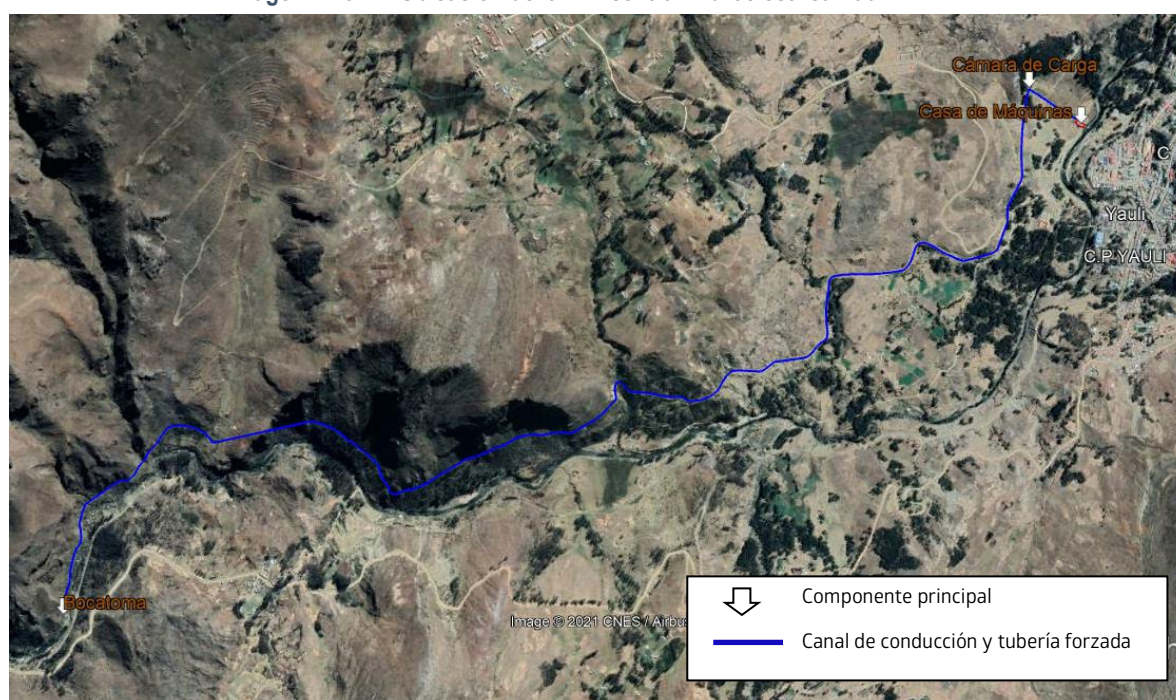 Cámara de Carga
Casa de Máquinas
C
Yauli
C.P YAULI
Bocatoma
Image © 2021 CNES / Airbus
Componente principal
Canal de conducción y tubería forzada